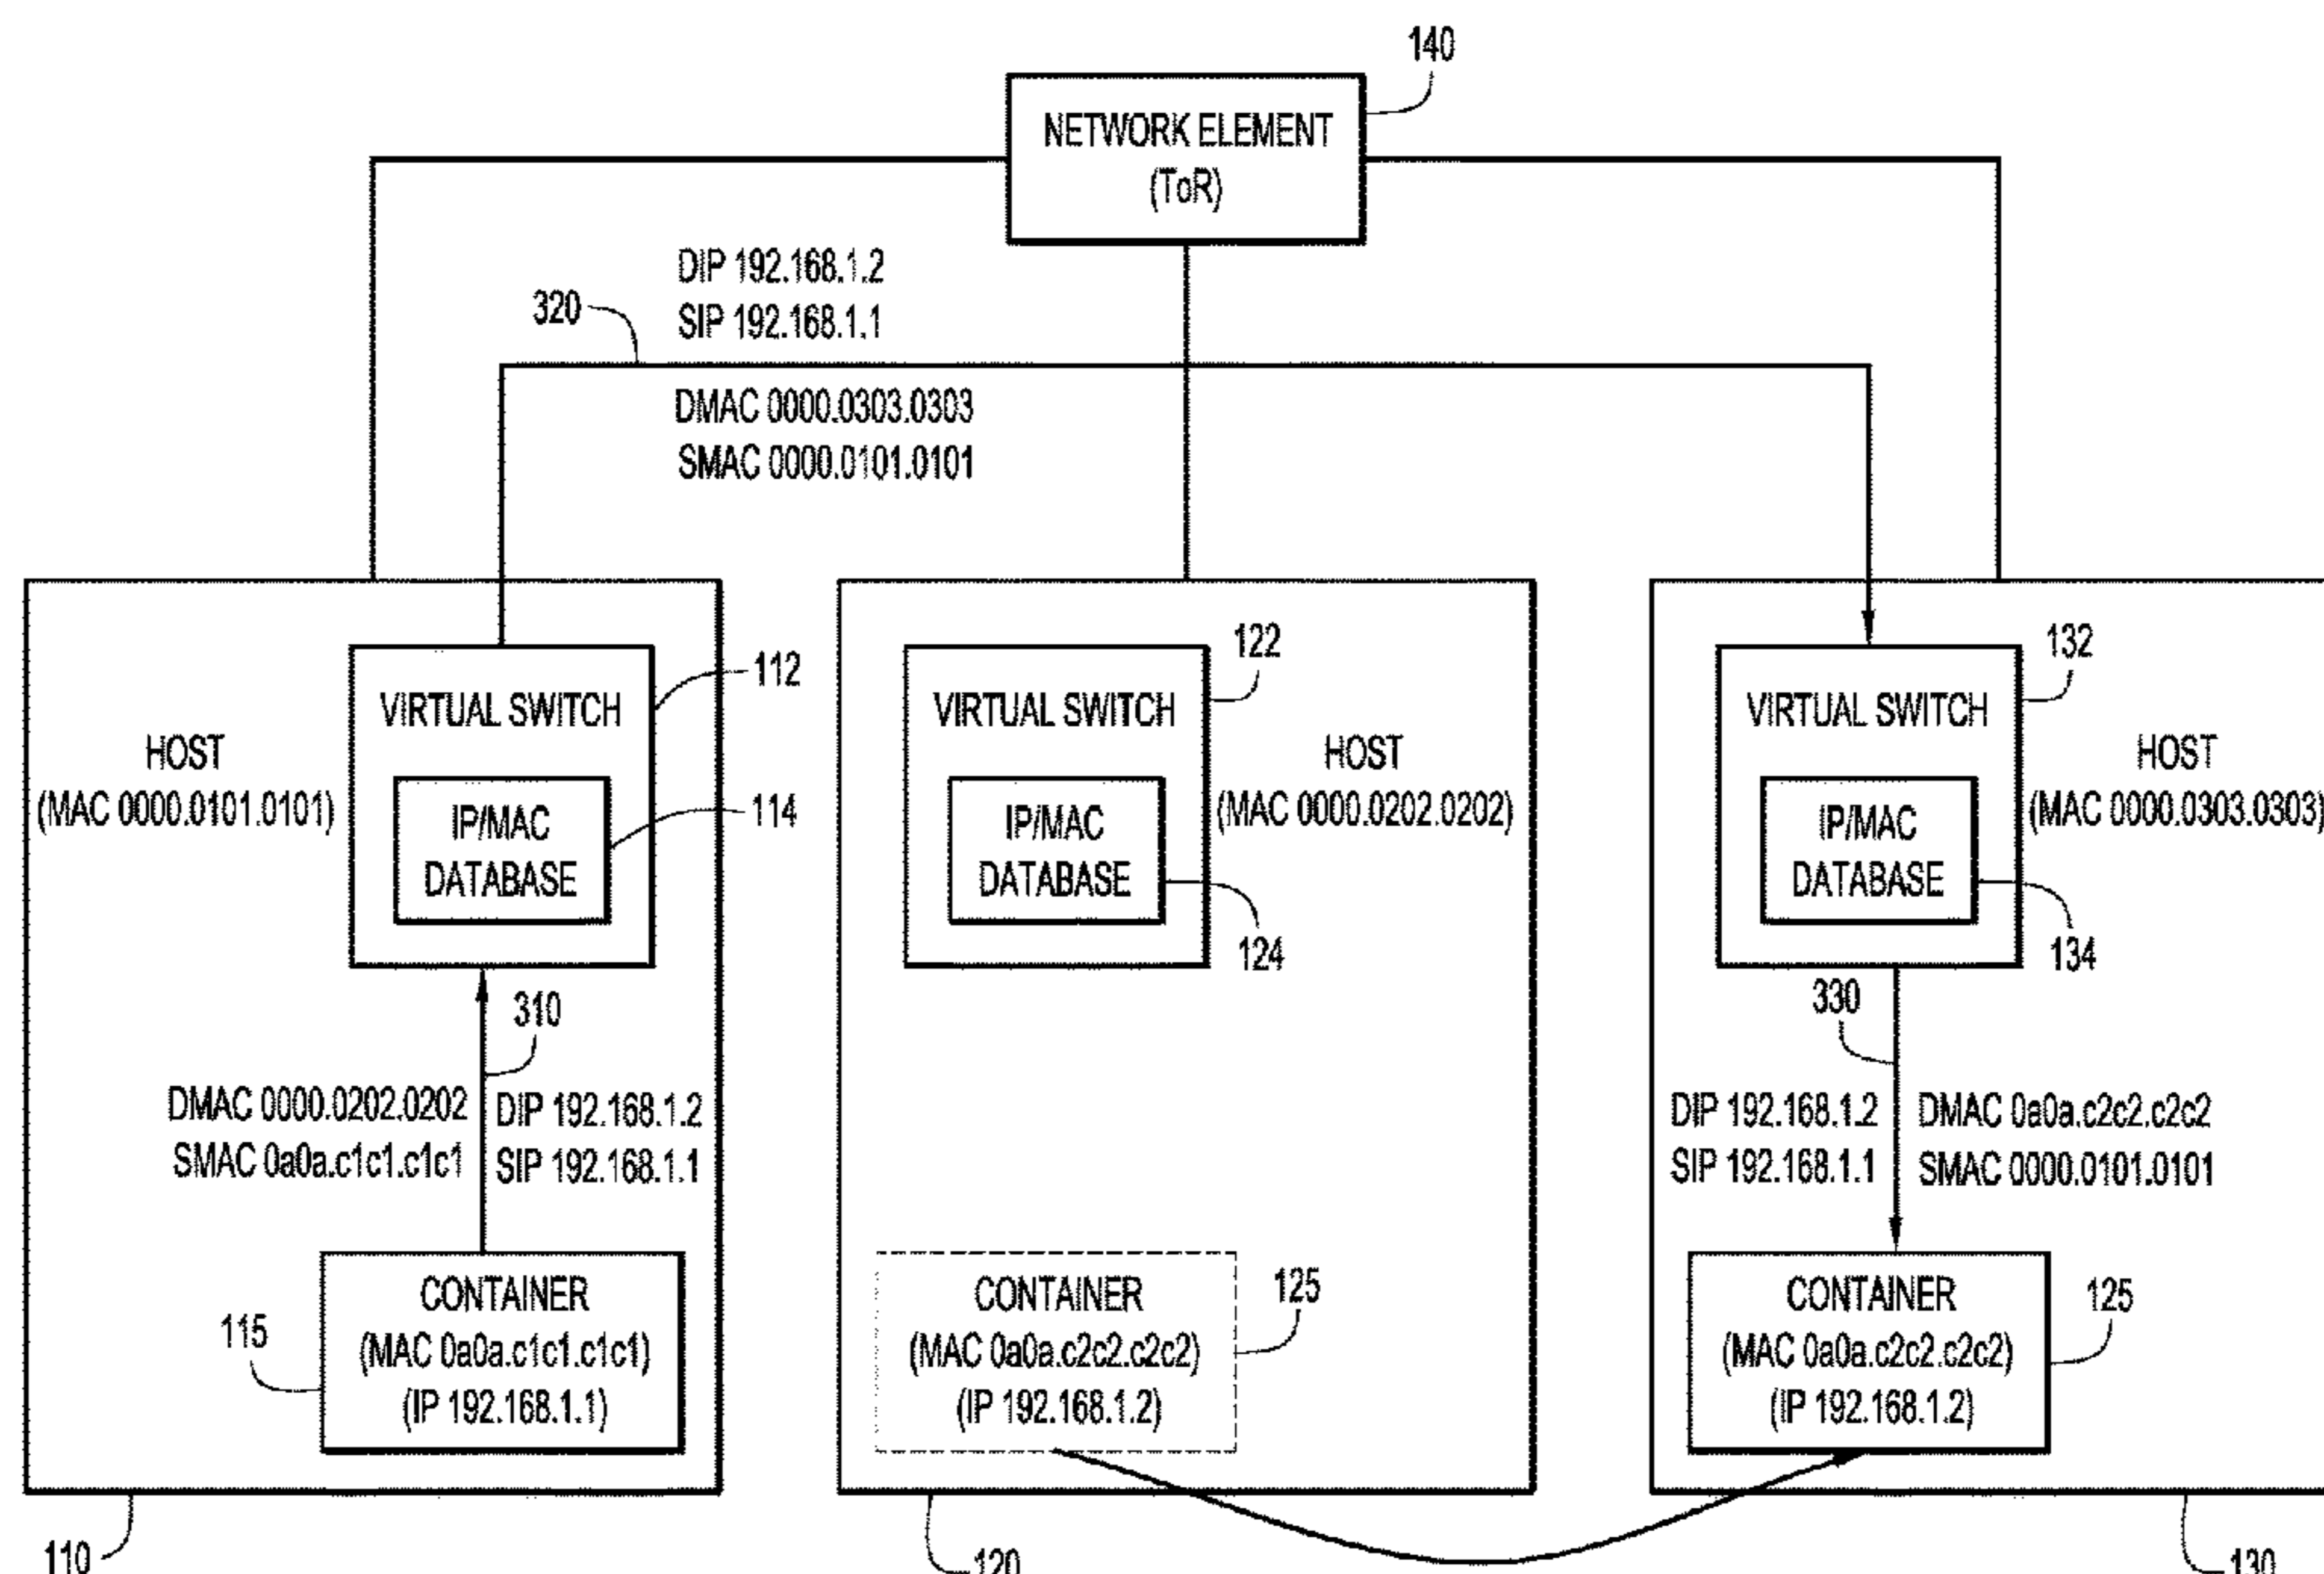 140
NETWORK ELEMENT
(ToR)
DIP 192.168.1.2
SIP 192.168.1.1
320
DMAC 0000.0303.0303
SMAC 0000.0101.0101
VIRTUAL SWITCH
112
HOST
(MAC 0000.0101.0101)
IP/MAC
DATABASE
114
310
DMAC 0000.0202.0202
SMAC 0a0a.c1c1.c1c1
DIP 192.168.1.2
SIP 192.168.1.1
CONTAINER
(MAC 0a0a.c1c1.c1c1)
(IP 192.168.1.1)
115
110
VIRTUAL SWITCH
122
HOST
(MAC 0000.0202.0202)
IP/MAC
DATABASE
124
CONTAINER
(MAC 0a0a.c2c2.c2c2)
(IP 192.168.1.2)
125
120
VIRTUAL SWITCH
132
HOST
(MAC 0000.0303.0303)
IP/MAC
DATABASE
134
330
DIP 192.168.1.2
SIP 192.168.1.1
DMAC 0a0a.c2c2.c2c2
SMAC 0000.0101.0101
CONTAINER
(MAC 0a0a.c2c2.c2c2)
(IP 192.168.1.2)
125
130